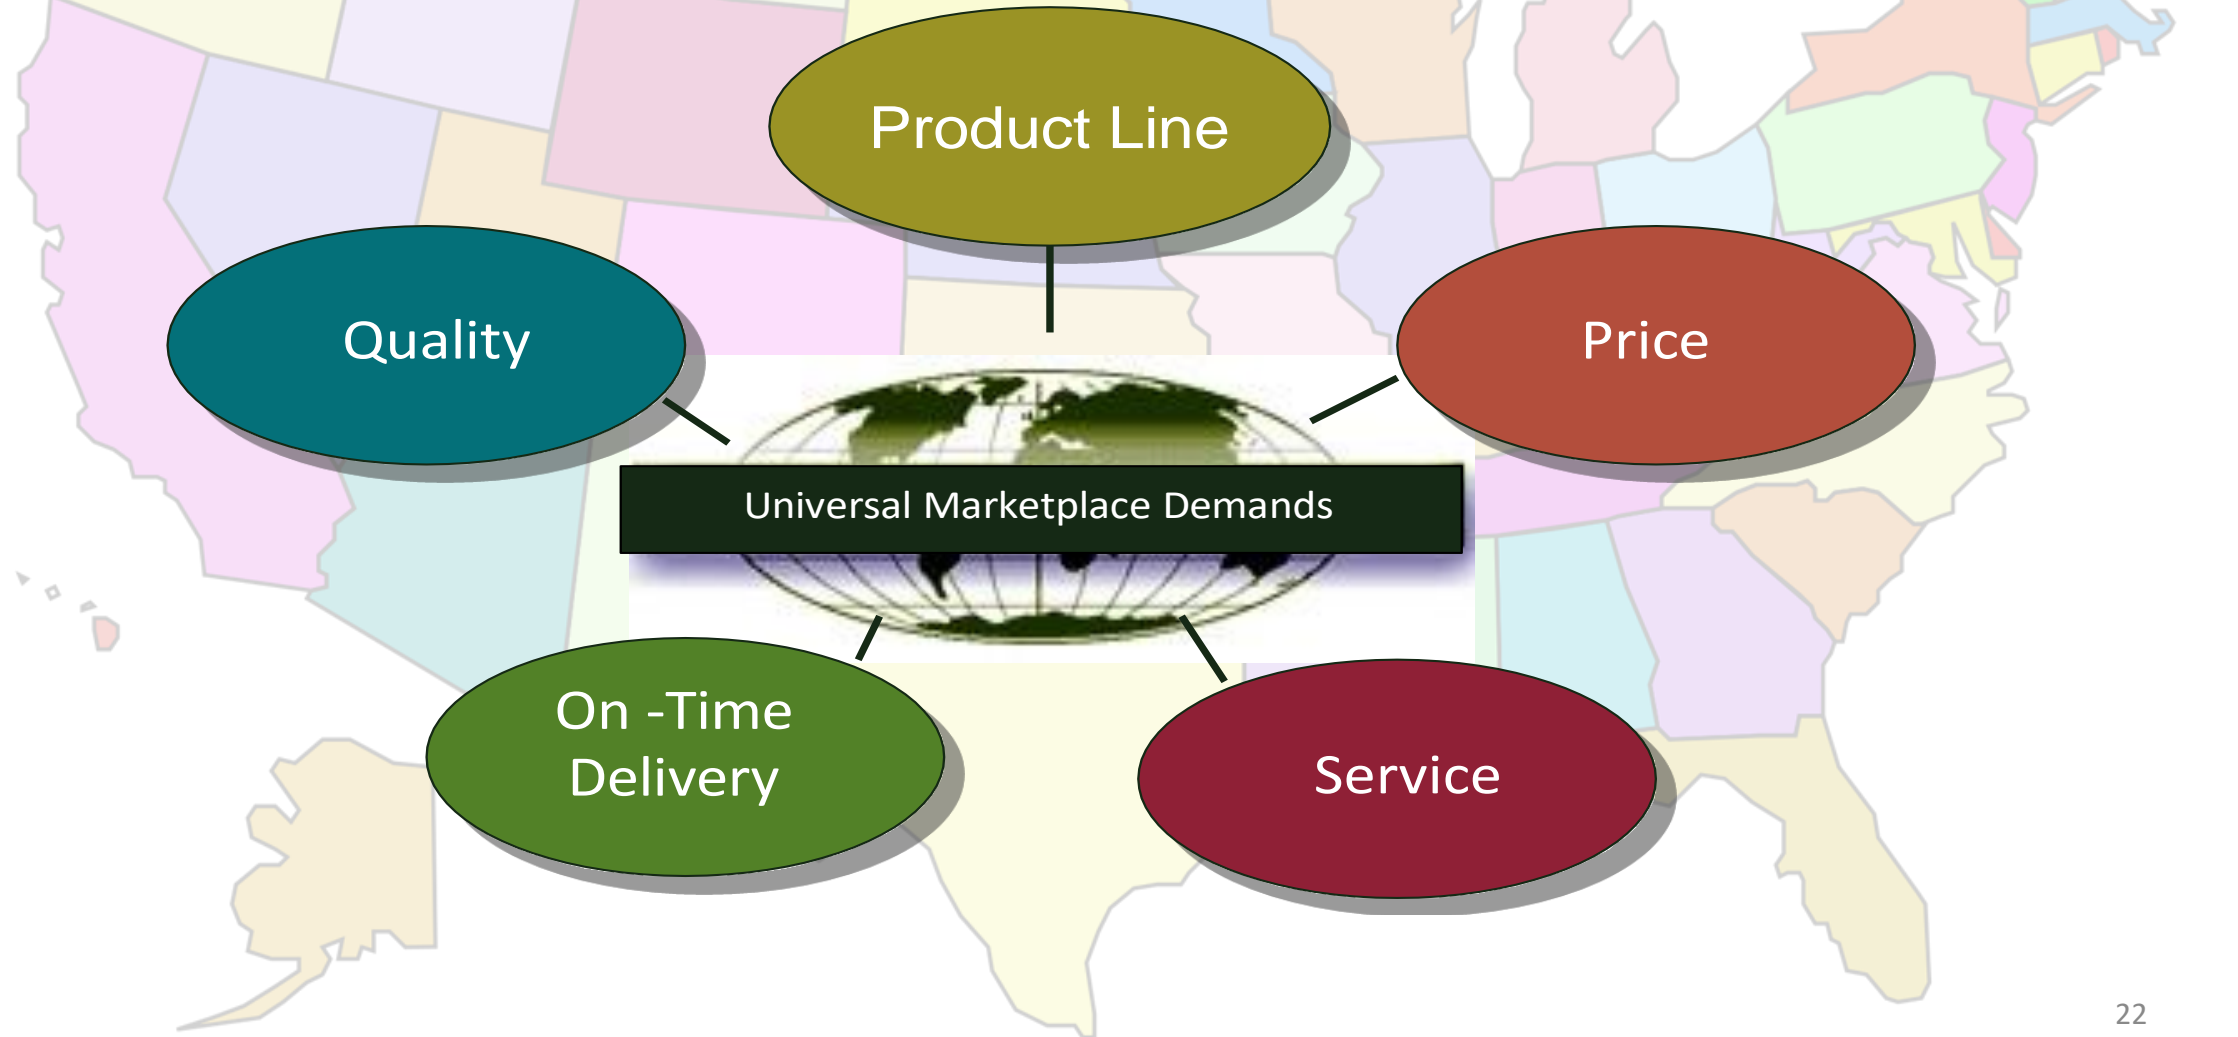 Product Line
Quality
Price
Universal Marketplace Demands
On -Time
Delivery
Service
22